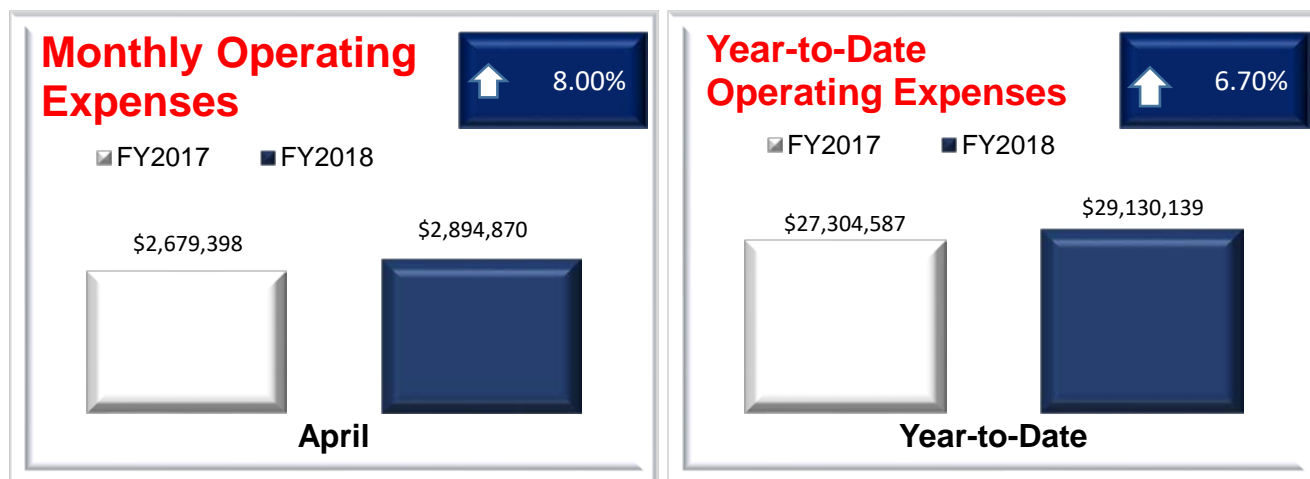 Monthly Operating
Expenses
8.00%
FY2017 FY2018
$2,679,398
$2,894,870
April
Year-to-Date
Operating Expenses
6.70%
FY2017 FY2018
$27,304,587
$29,130,139
Year-to-Date